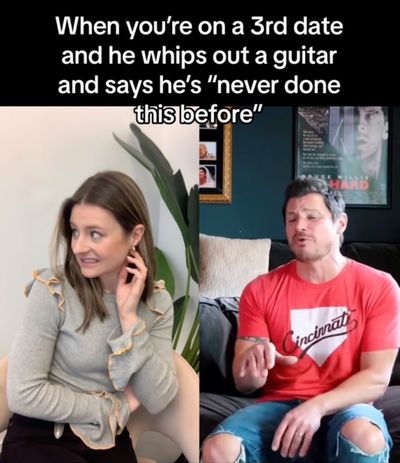 When you’re on a 3rd date
and he whips out a guitar
and says he’s “never done
this before”
BRUCE WILLIS
HARD
Cincinnati